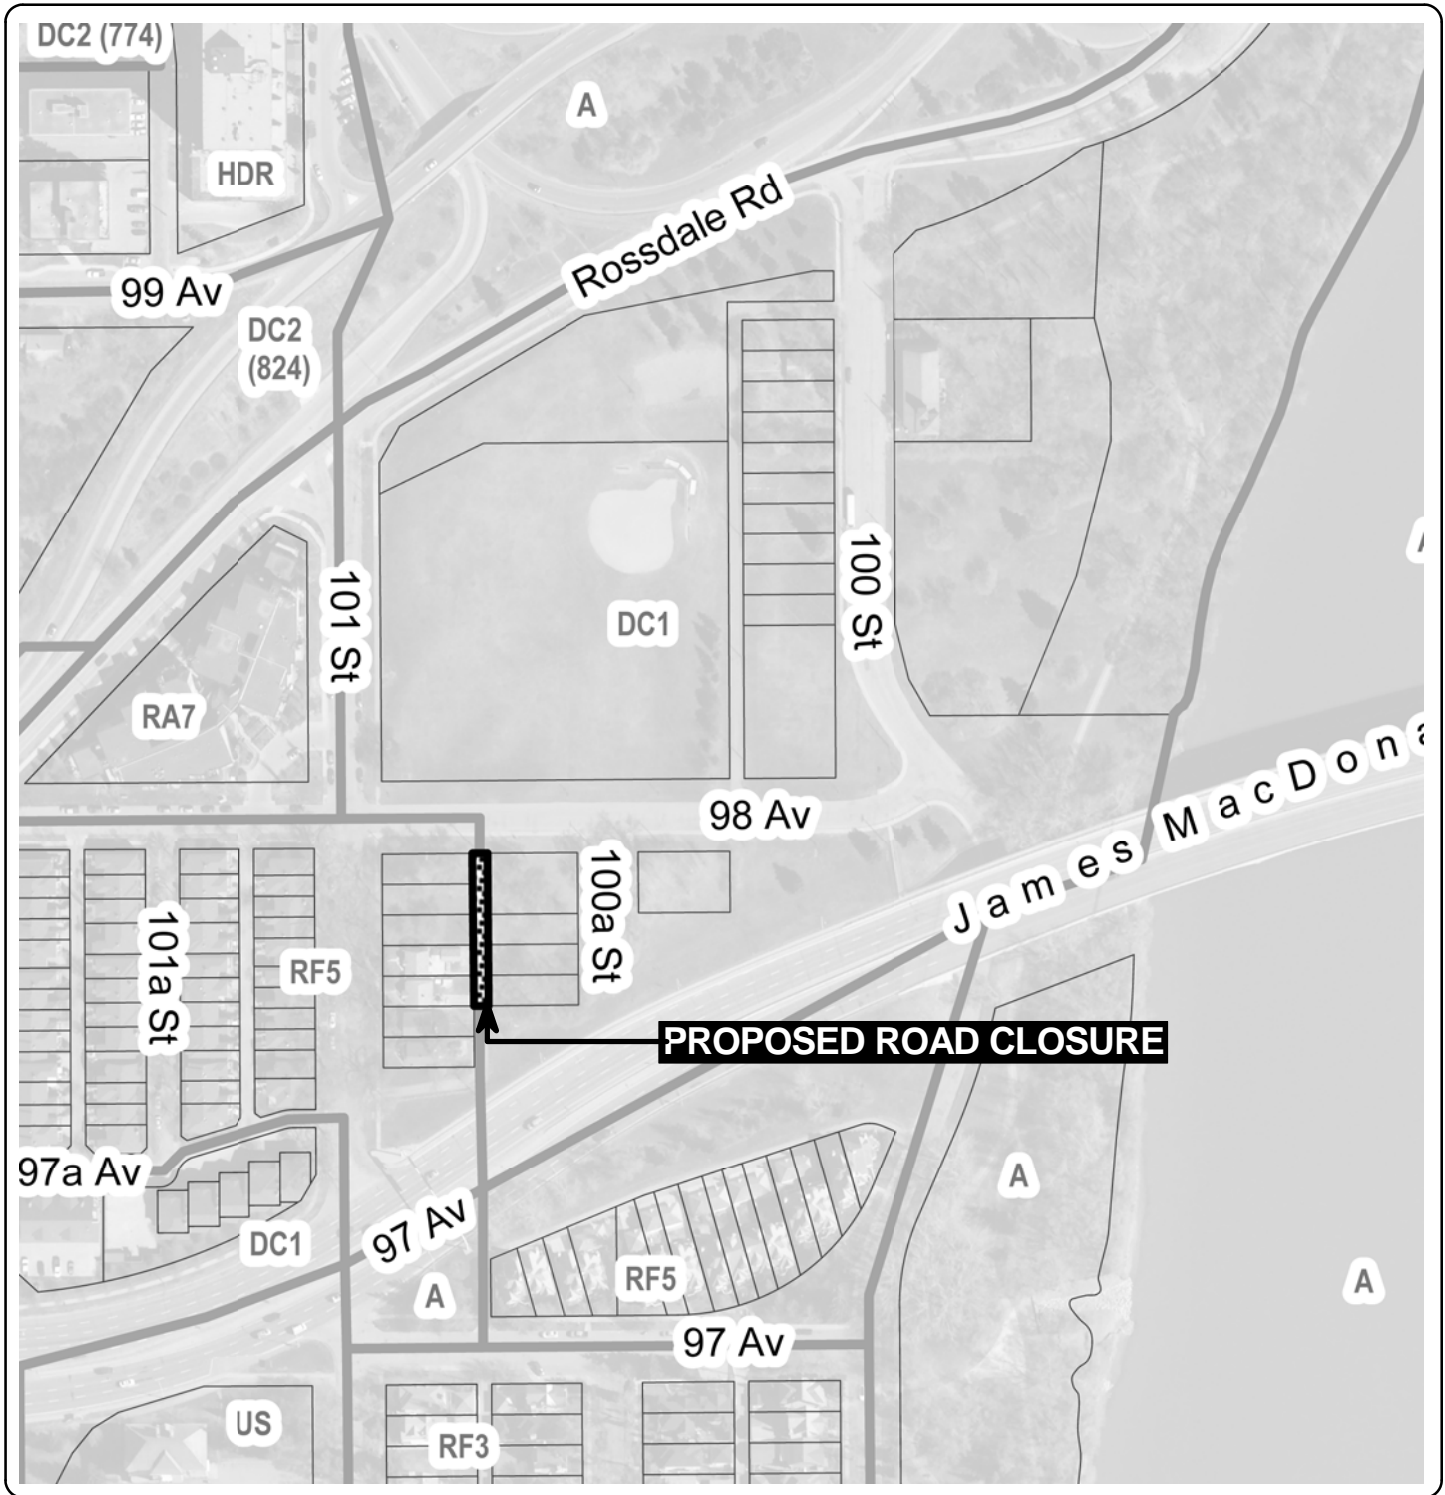 DC2 (774)
A
HDR
Rossdale Rd
99 Av
DC2
(824)
101 St
100 St
DC1
RA7
98 Av
James MacDona
100a St
101a St
RF5
PROPOSED ROAD CLOSURE
97a Av
A
97 Av
DC1
RF5
A
A
97 Av
US
RF3